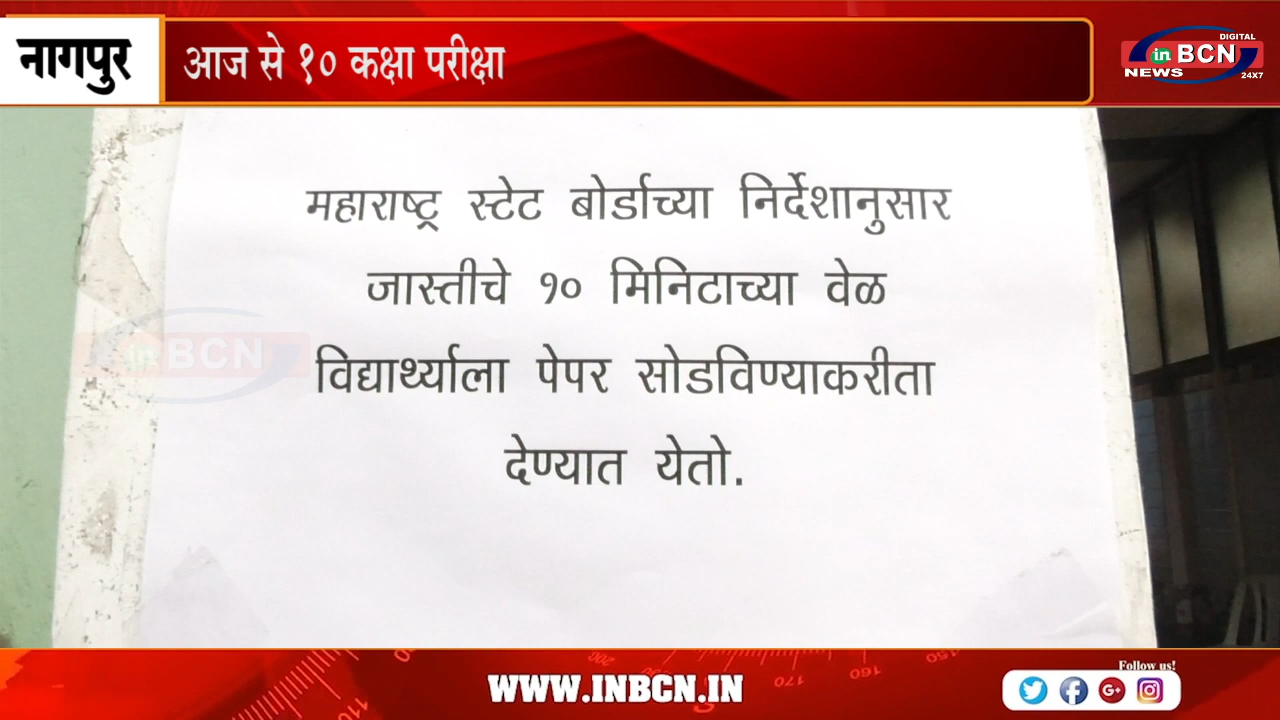 नागपुर
आज से १० कक्षा परीक्षा
DIGITAL
in BCN
NEWS 24X7
महाराष्ट्र स्टेट बोर्डाच्या निर्देशानुसार
जास्तीचे १० मिनिटाच्या वेळ
विद्यार्थ्याला पेपर सोडविण्याकरीता
देण्यात येतो.
inBCN
WWW.INBCN.IN
Follow us!